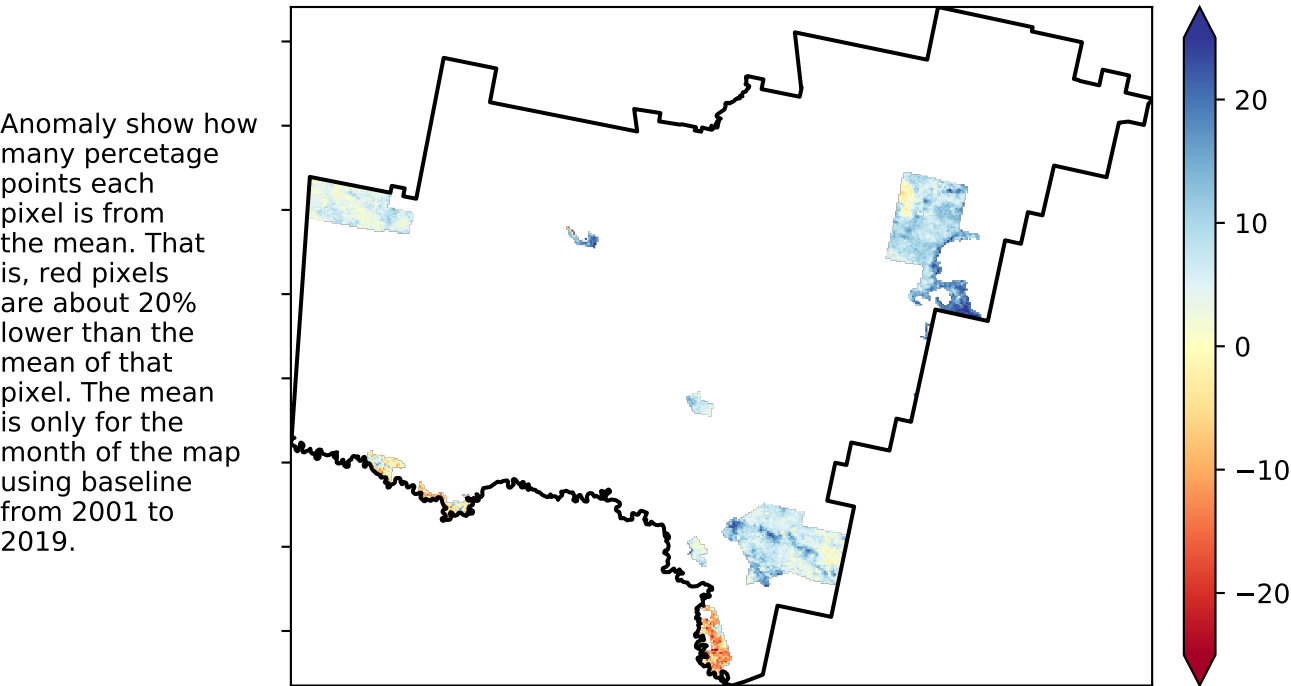 Anomaly show how
many percetage
points each
pixel is from
the mean. That
is, red pixels
are about 20%
lower than the
mean of that
pixel. The mean
is only for the
month of the map
using baseline
from 2001 to
2019.
20
10
0
−10
−20